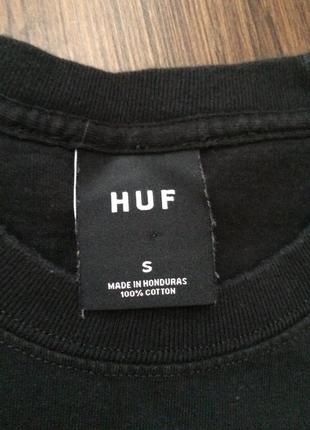 HUF
S
MADE IN HONDURAS
100% COTTON